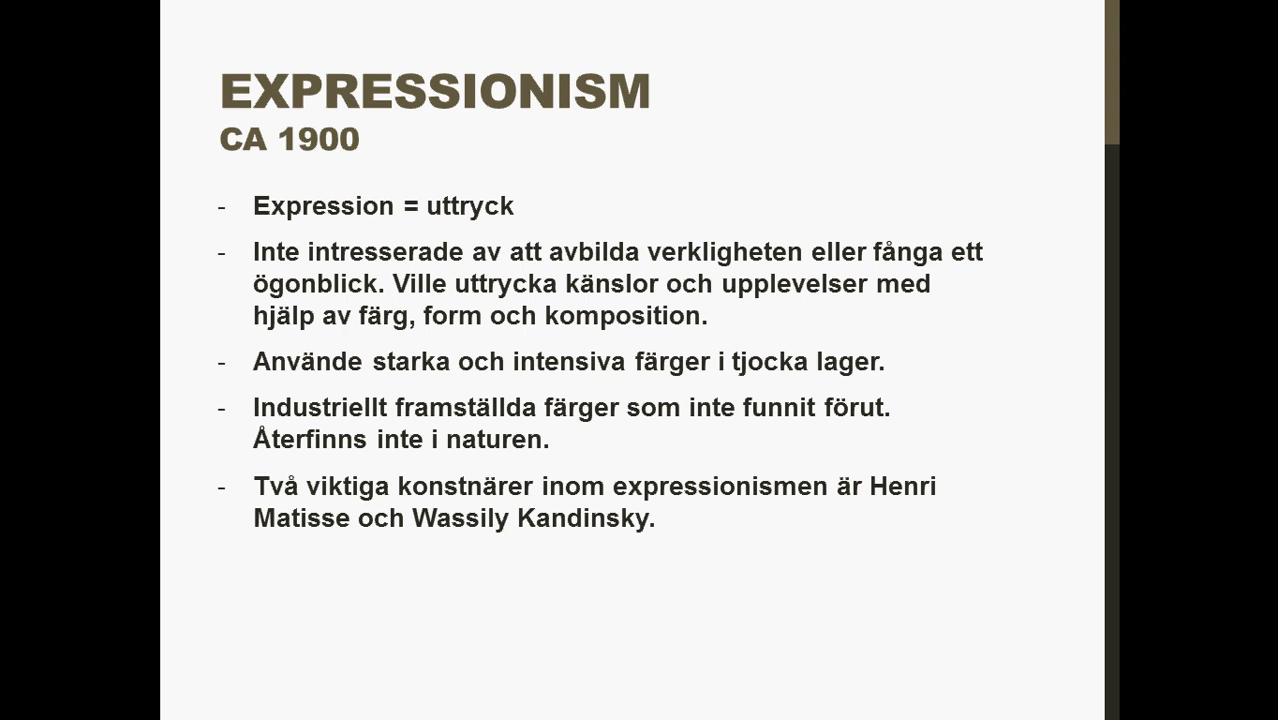 EXPRESSIONISM
CA 1900
- Expression = uttryck
- Inte intresserade av att avbilda verkligheten eller fånga ett
ögonblick. Ville uttrycka känslor och upplevelser med
hjälp av färg, form och komposition.
- Använde starka och intensiva färger i tjocka lager.
- Industriellt framställda färger som inte funnit förut.
Återfinns inte i naturen.
- Två viktiga konstnärer inom expressionismen är Henri
Matisse och Wassily Kandinsky.